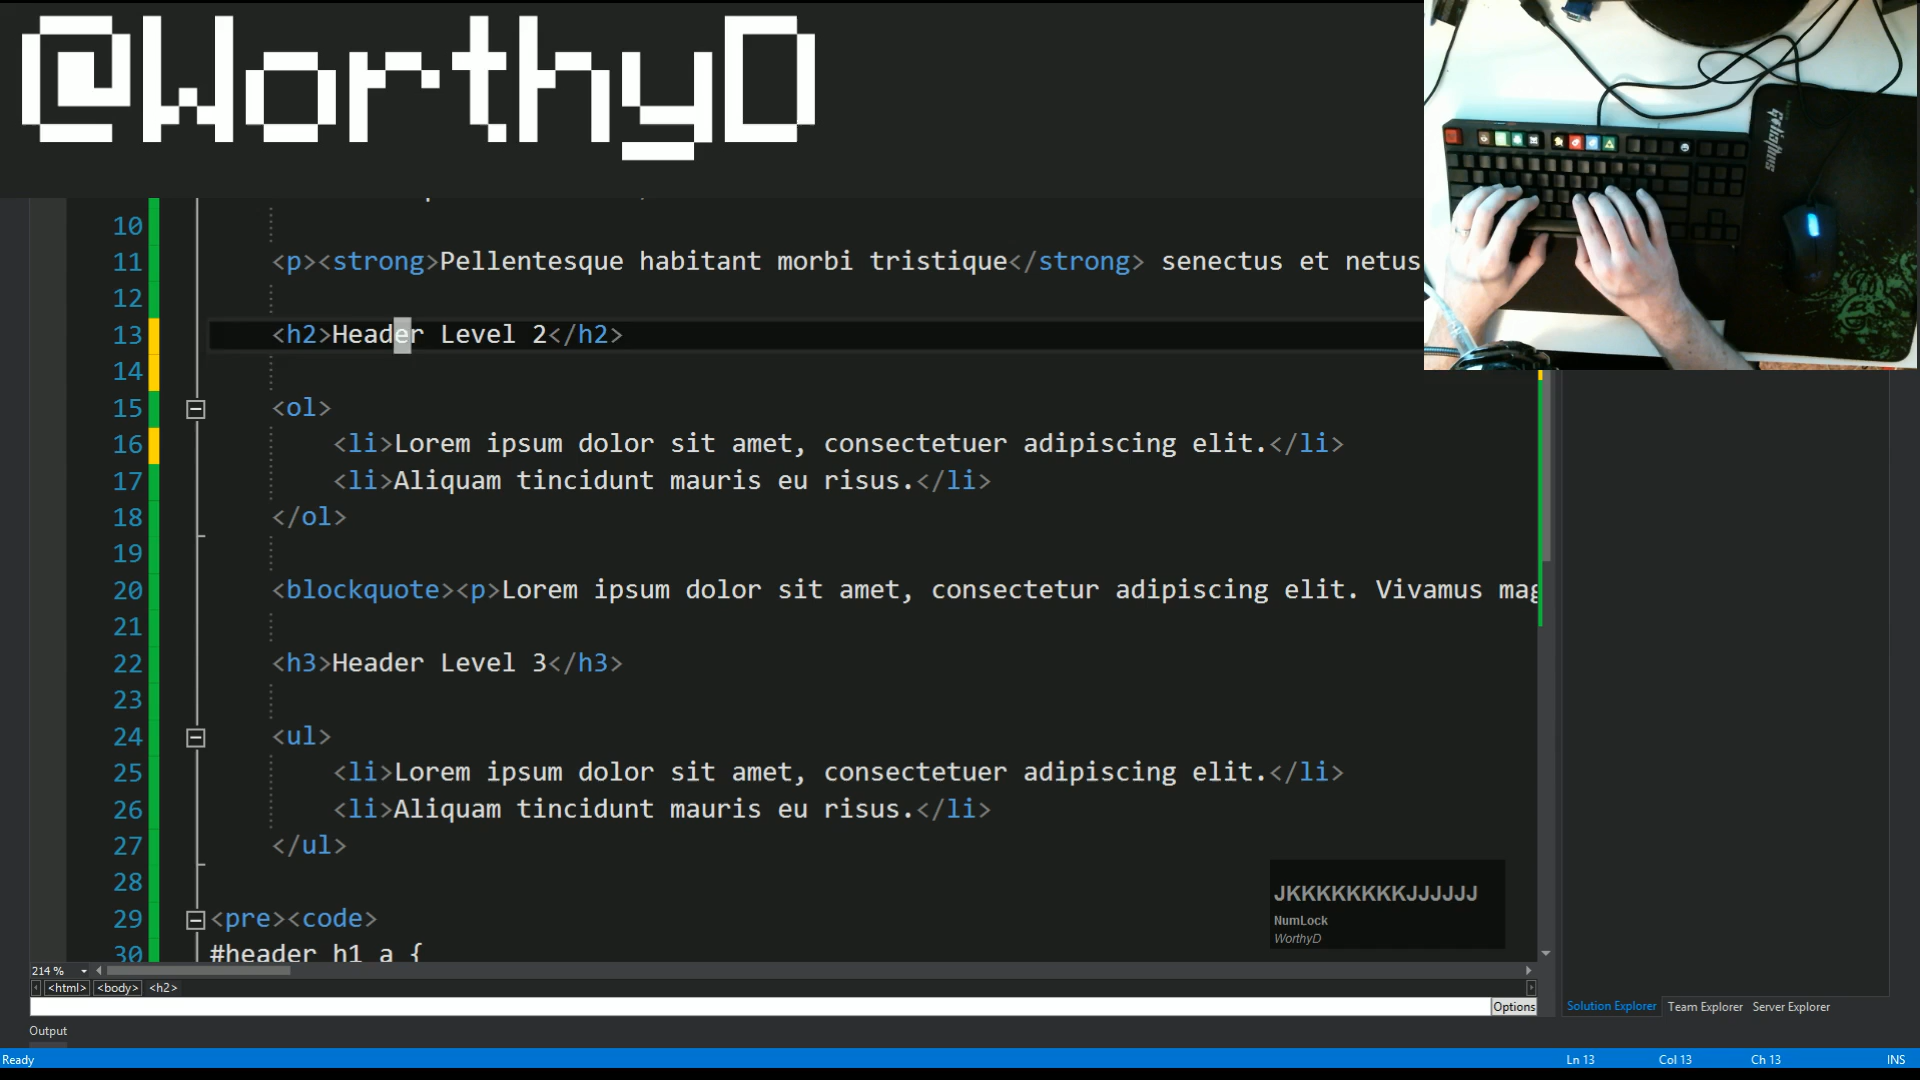 @WorthyD
10
11 <p><strong>Pellentesque habitant morbi tristique</strong> senectus et netus
12
13 <h2>Header Level 2</h2>
14
15 <ol>
16 <li>Lorem ipsum dolor sit amet, consectetuer adipiscing elit.</li>
17 <li>Aliquam tincidunt mauris eu risus.</li>
18 </ol>
19
20 <blockquote><p>Lorem ipsum dolor sit amet, consectetur adipiscing elit. Vivamus mag
21
22 <h3>Header Level 3</h3>
23
24 <ul>
25 <li>Lorem ipsum dolor sit amet, consectetuer adipiscing elit.</li>
26 <li>Aliquam tincidunt mauris eu risus.</li>
27 </ul>
28
29 <pre><code>
30 #header h1 a {
JKKKKKKKKJJJJJJ
NumLock
WorthyD
214 %
<html> <body> <h2>
Options
Solution Explorer Team Explorer Server Explorer
Output
Ready Ln 13 Col 13 Ch 13 INS